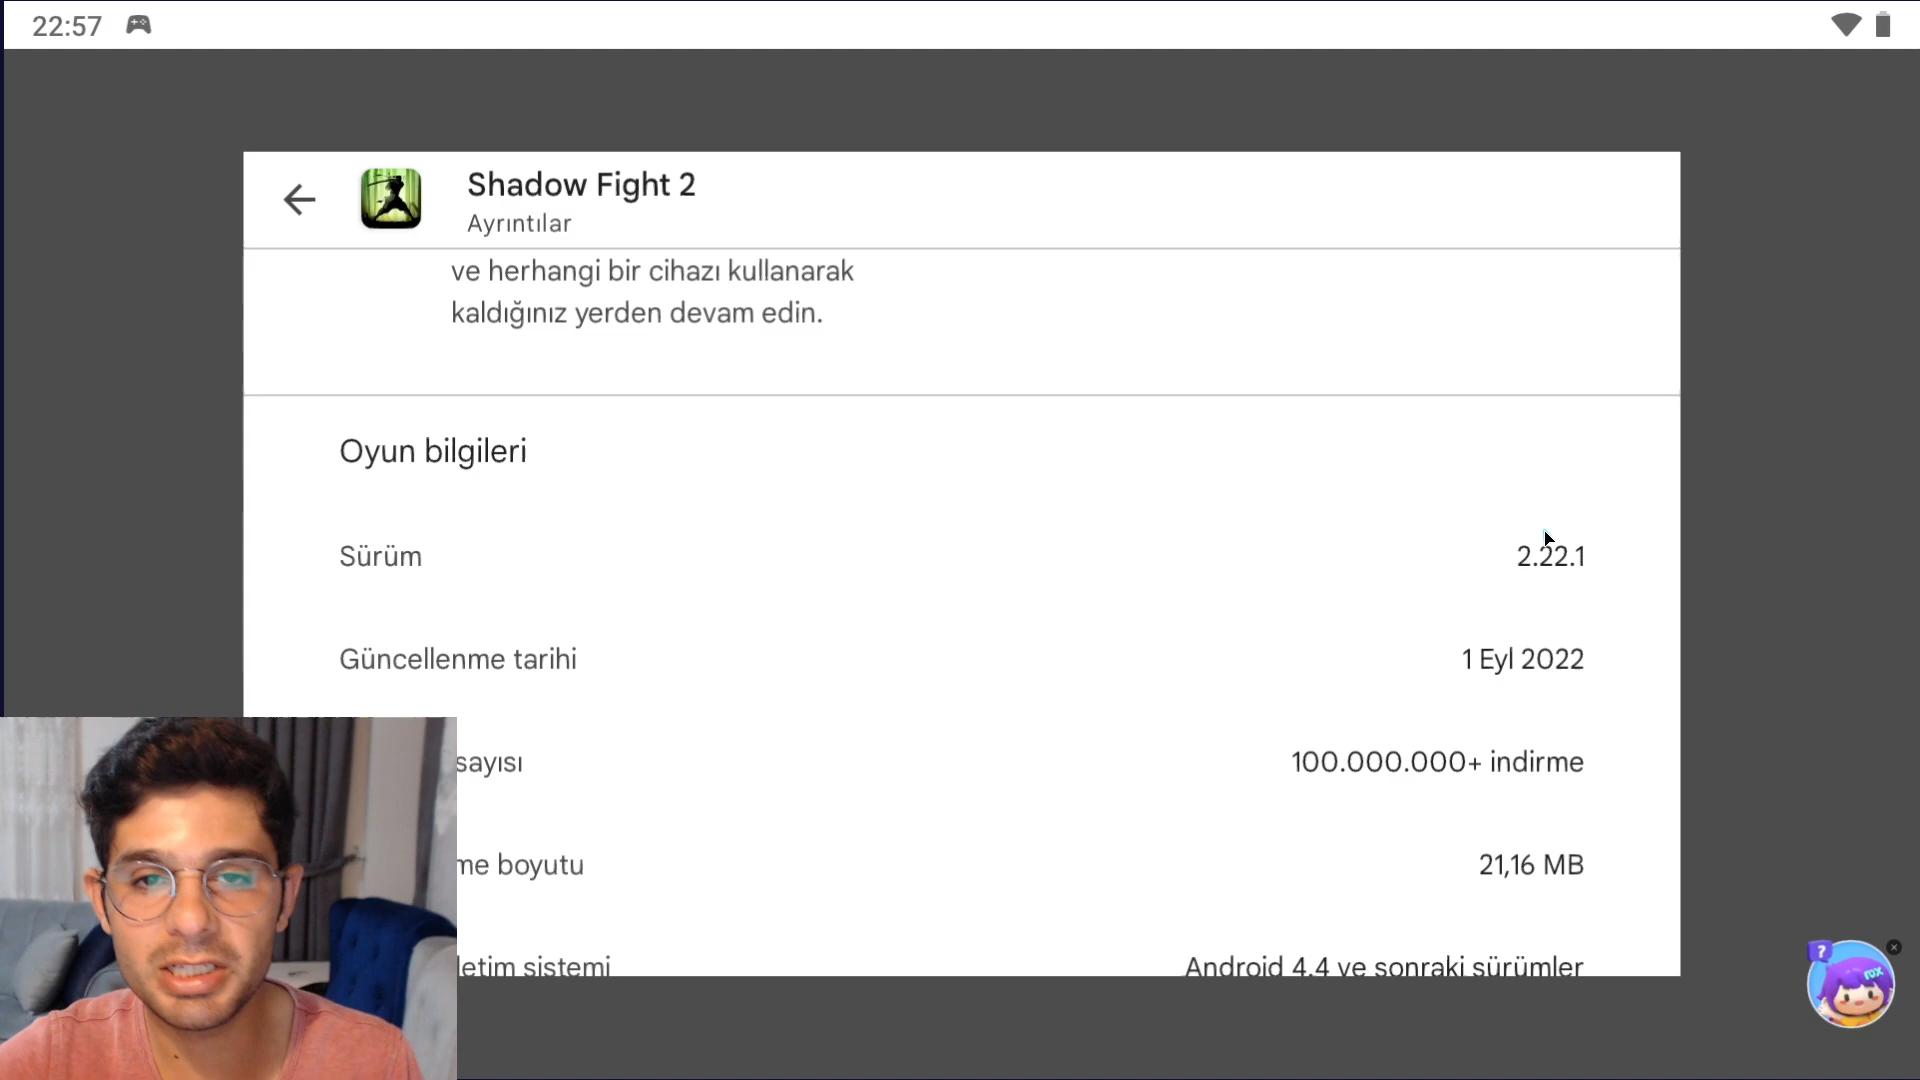 22:57
Shadow Fight 2
Ayrıntılar
ve herhangi bir cihazı kullanarak
kaldığınız yerden devam edin.
Oyun bilgileri
Sürüm 2.22.1
Güncellenme tarihi 1 Eyl 2022
sayısı 100.000.000+ indirme
me boyutu 21,16 MB
letim sistemi Android 4.4 ve sonraki sürümler
?
rox